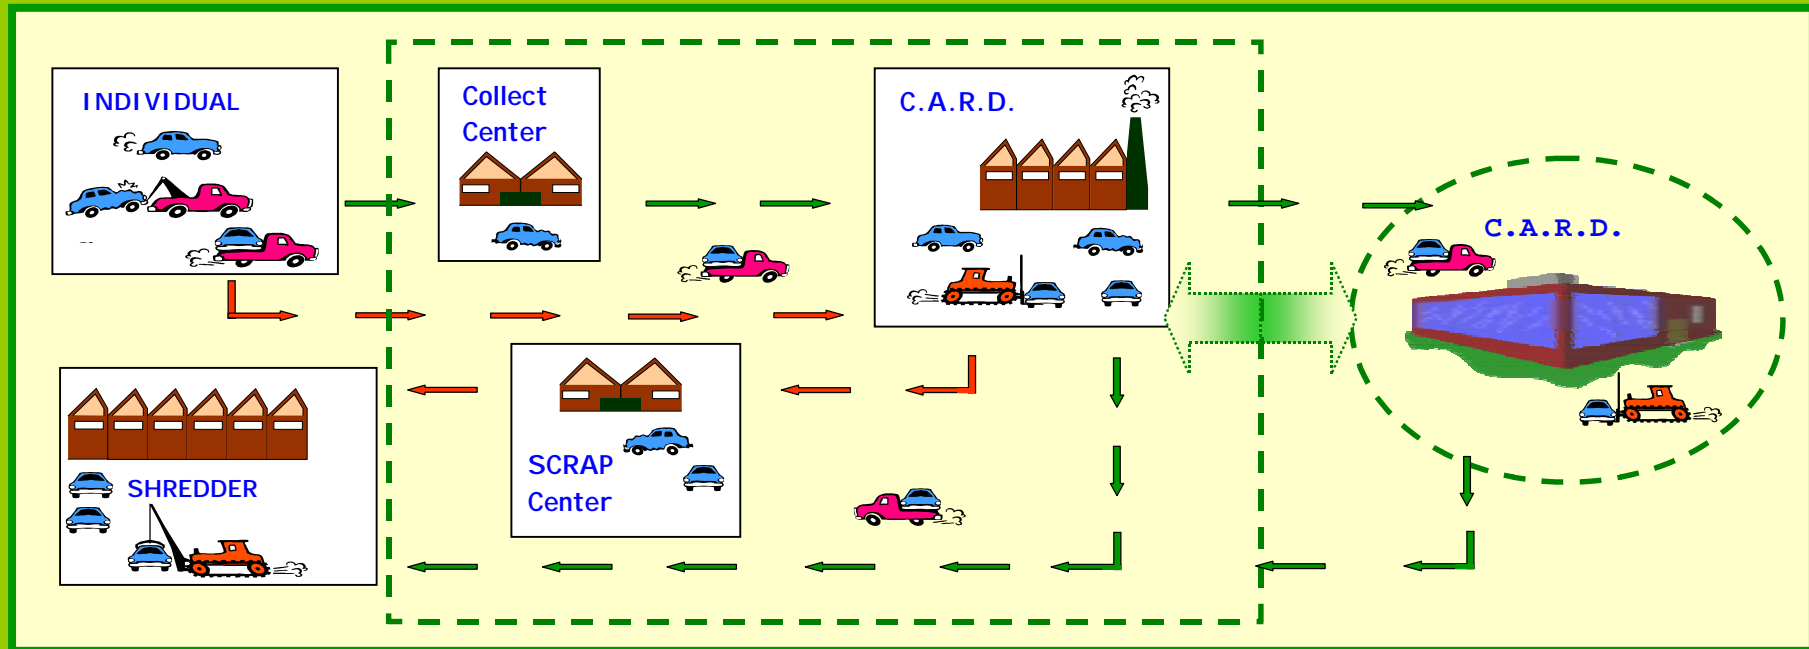 INDIVIDUAL
Collect
Center
C.A.R.D.
C.A.R.D.
SCRAP
Center
SHREDDER